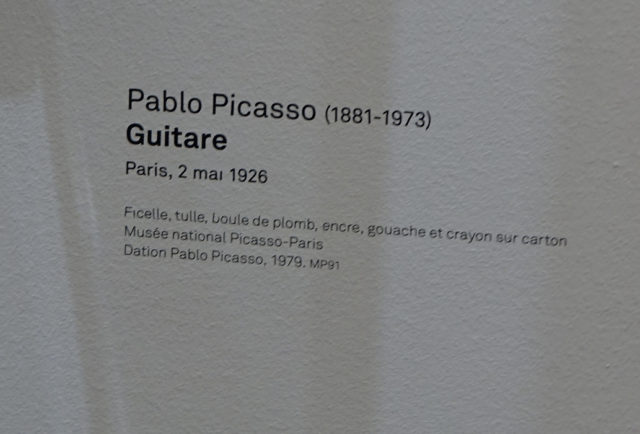 Pablo Picasso (1881-1973)
Guitare
Paris, 2 mai 1926
Ficelle, tulle, boule de plomb, encre, gouache et crayon sur carton
Musée national Picasso-Paris
Dation Pablo Picasso, 1979. MP91